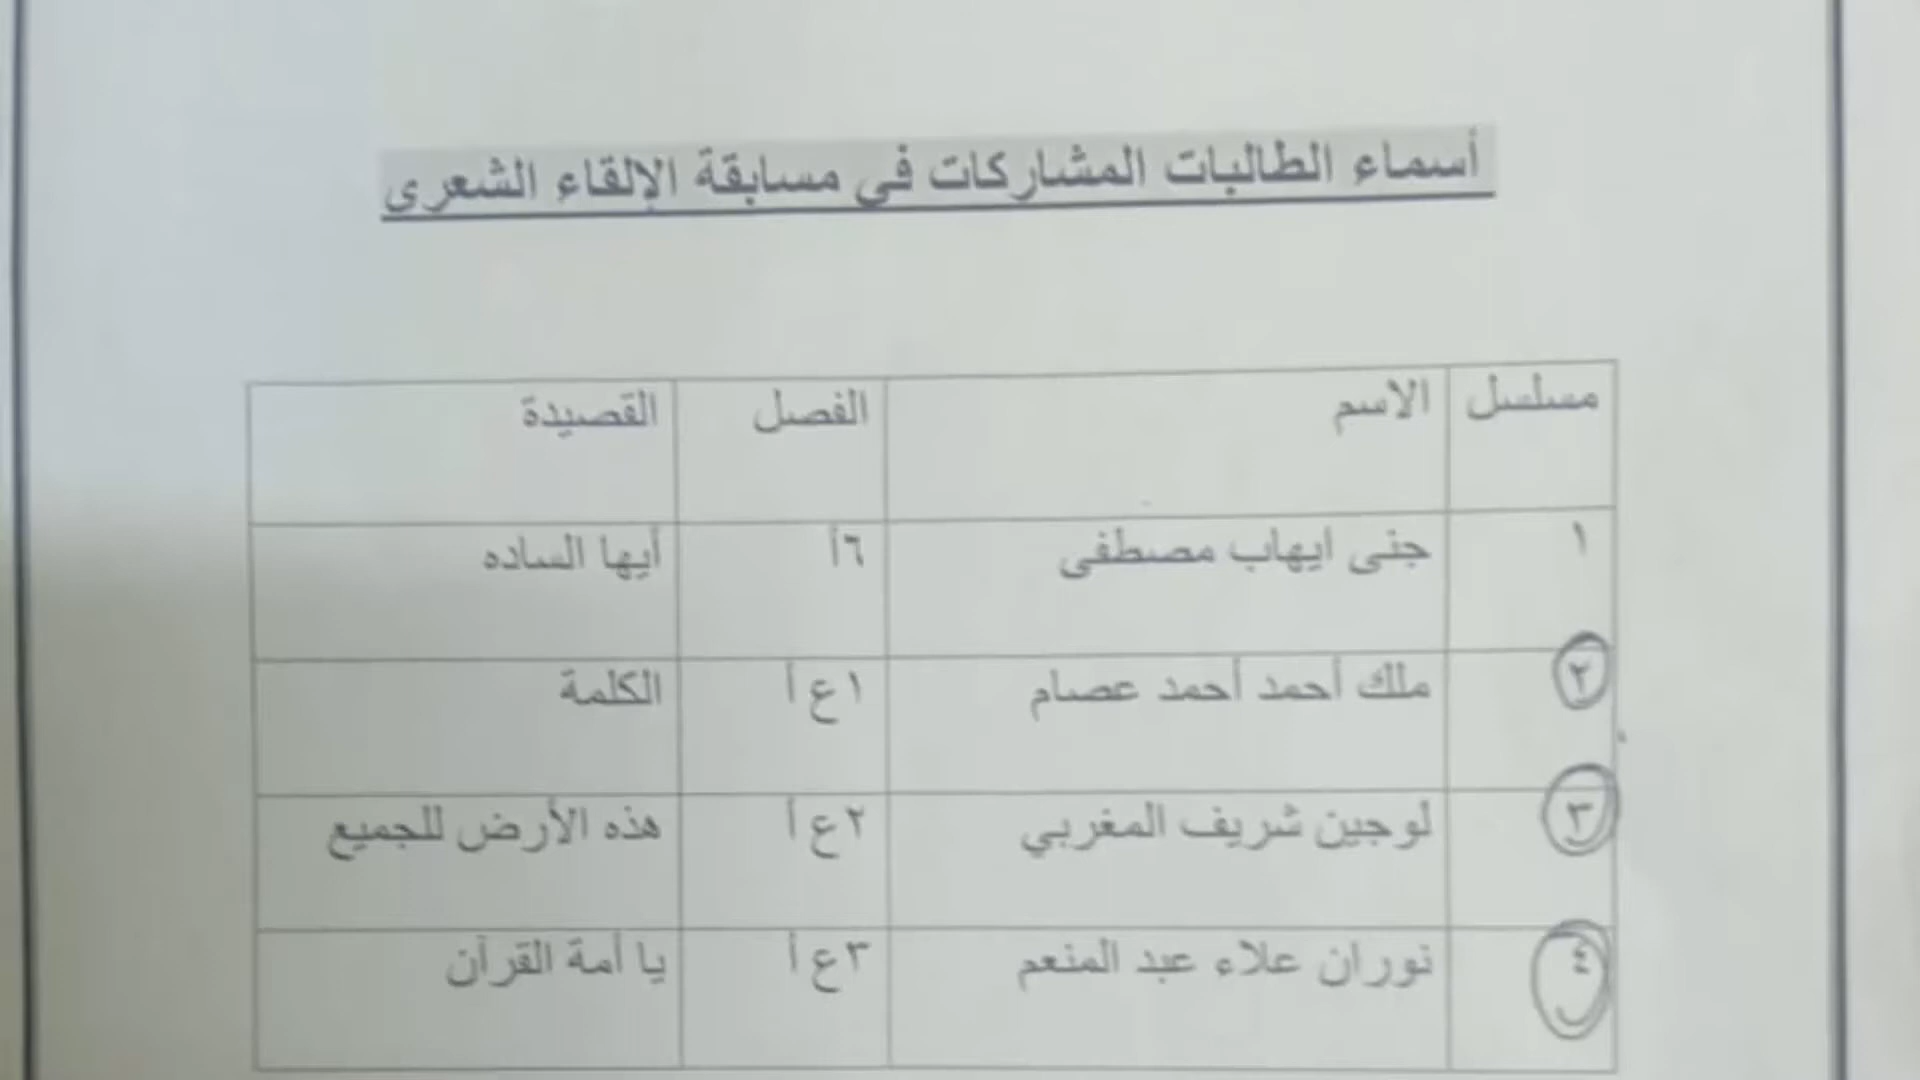 أسماء الطالبات المشاركات في مسابقة الإلقاء الشعرى
مسلسل الاسم الفصل القصيدة
١ جنى ايهاب مصطفى ٦أ أيها الساده
٢ ملك أحمد أحمد عصام ١ع أ الكلمة
٣ لوجين شريف المغربي ٢ع أ هذه الأرض للجميع
٤ نوران علاء عبد المنعم ٣ع أ يا أمة القرآن